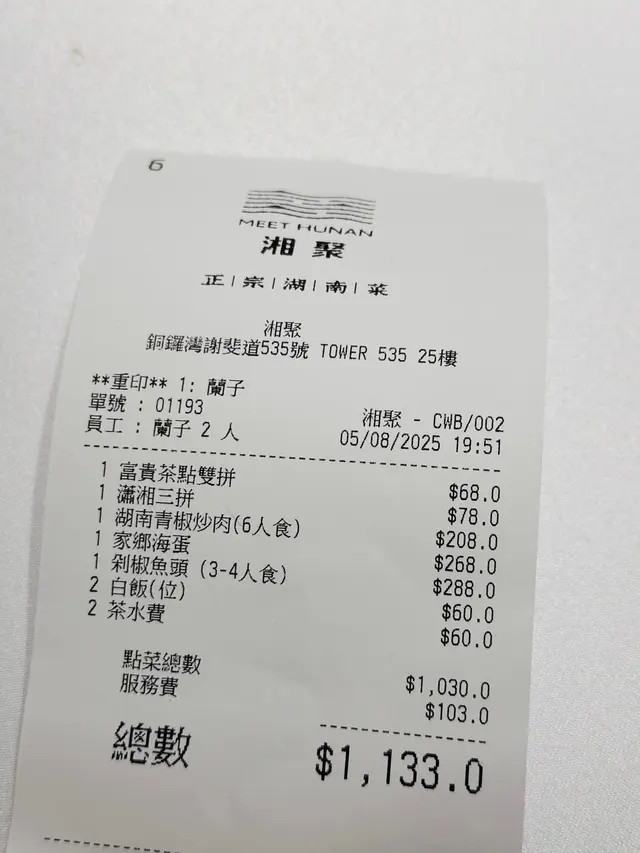 6
MEET HUNAN
湘聚
正|宗|湖|南|菜
湘聚
銅鑼灣謝斐道535號 TOWER 535 25樓
**重印** 1: 蘭子
單號 : 01193 湘聚 - CWB/002
員工 : 蘭子 2 人 05/08/2025 19:51
1 富貴茶點雙拼 $68.0
1 瀟湘三拼 $78.0
1 湖南青椒炒肉(6人食) $208.0
1 家鄉海蛋 $268.0
1 剁椒魚頭 (3-4人食) $288.0
2 白飯(位) $60.0
2 茶水費 $60.0
點菜總數 $1,030.0
服務費 $103.0
總數 $1,133.0